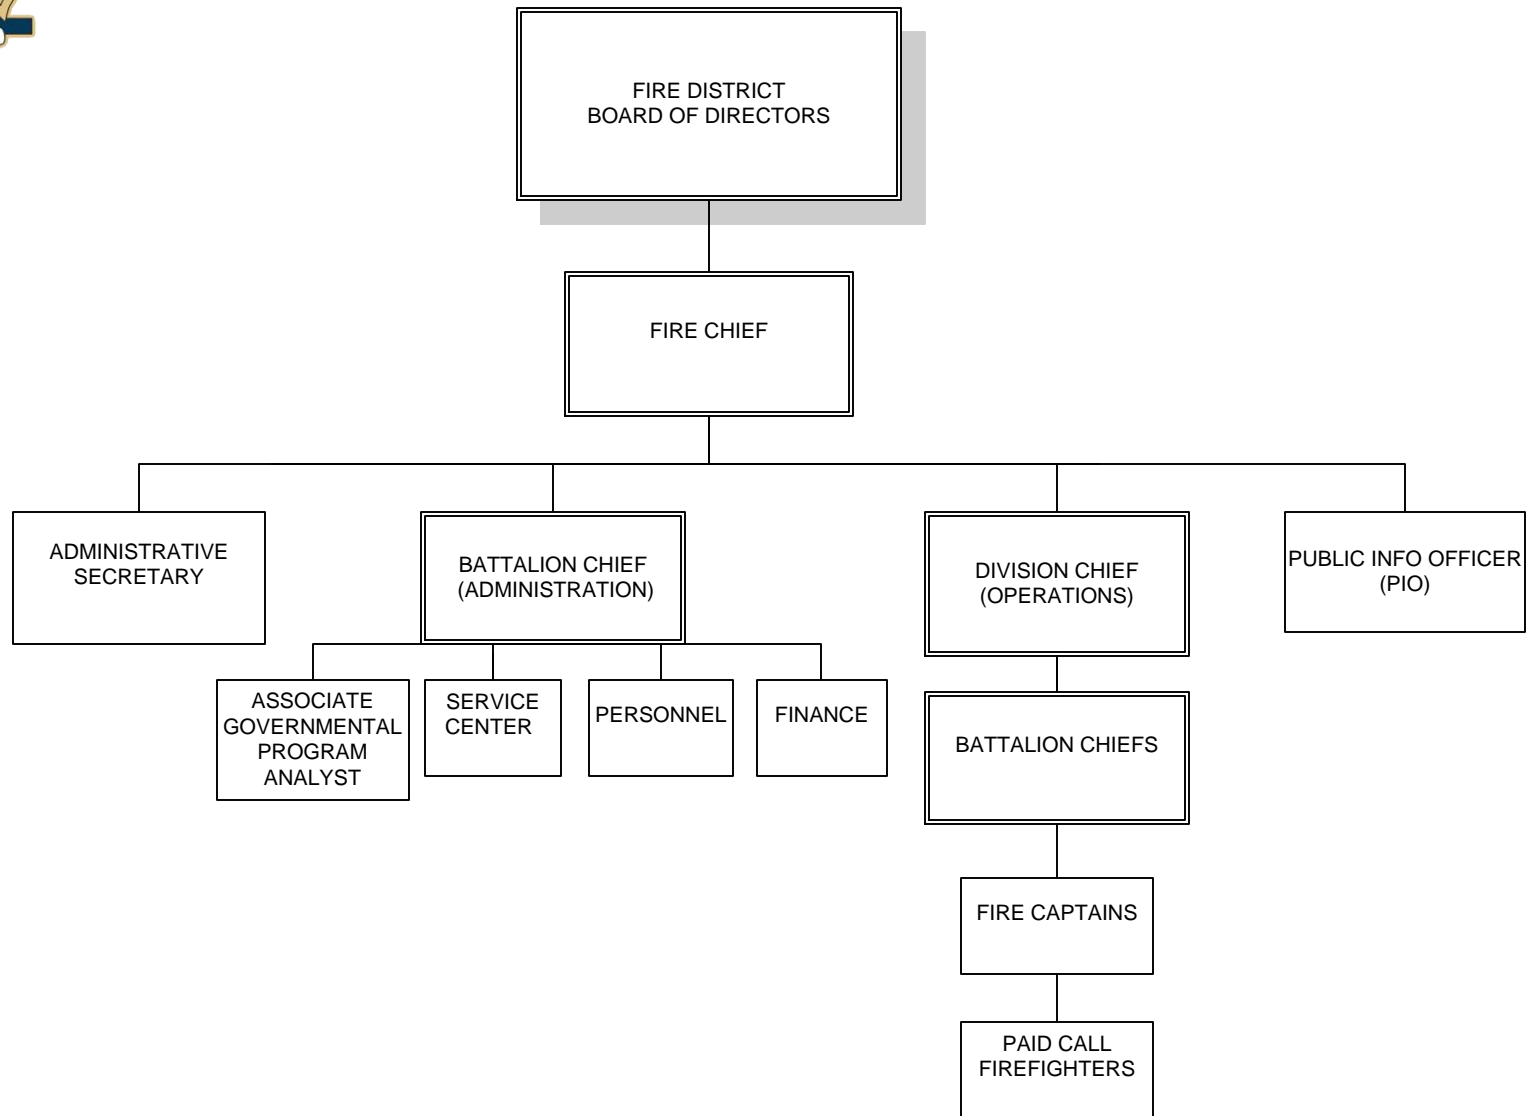 FIRE DISTRICT
BOARD OF DIRECTORS
FIRE CHIEF
ADMINISTRATIVE
SECRETARY
BATTALION CHIEF
(ADMINISTRATION)
DIVISION CHIEF
(OPERATIONS)
PUBLIC INFO OFFICER
(PIO)
ASSOCIATE
GOVERNMENTAL
PROGRAM
ANALYST
SERVICE
CENTER
PERSONNEL
FINANCE
BATTALION CHIEFS
FIRE CAPTAINS
PAID CALL
FIREFIGHTERS